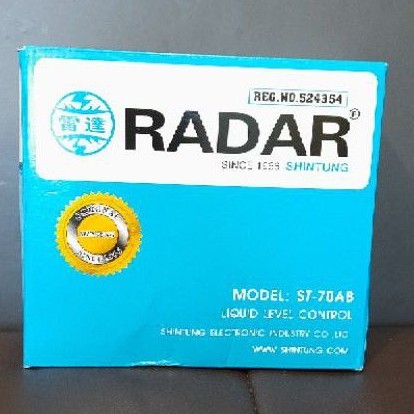 REG.NO.524354
雷達 RADAR®
SINCE 1958 SHINTUNG
MODEL: ST-70AB
LIQUID LEVEL CONTROL
SHINTUNG ELECTRONIC INDUSTRY CO.,LTD
WWW.SHINTUNG.COM